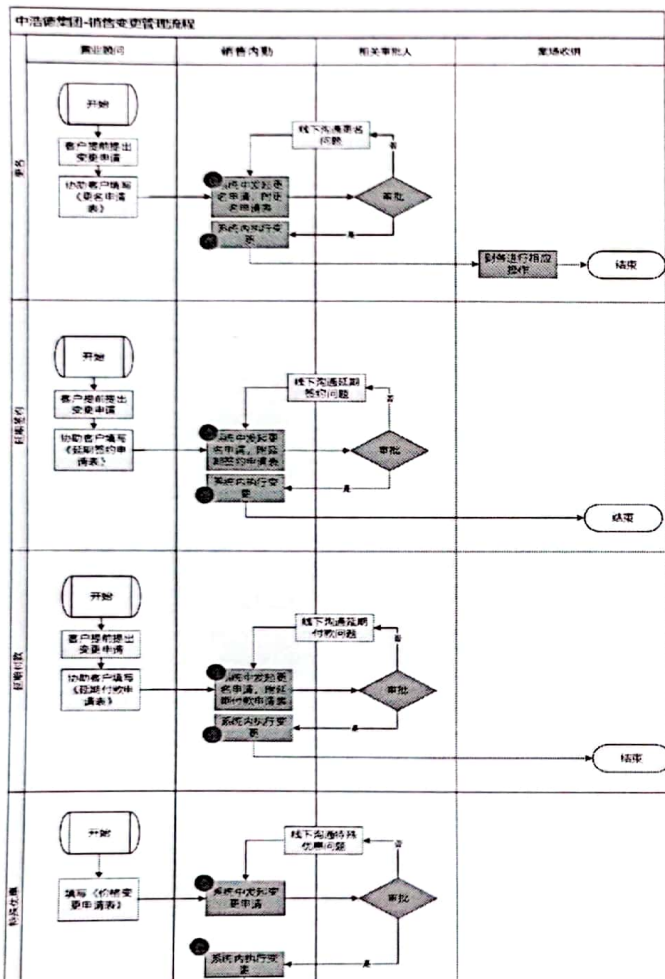 中浩德集团-销售变更管理流程
置业顾问
销售内勤
相关审批人
案场收银
更名
开始
客户提前提出
变更申请
协助客户填写
《更名申请
表》
线下沟通更名
问题
否
系统中发起更
名申请，附更
名申请表
审批
是
系统内执行变
更
财务进行相应
操作
结束
延期签约
开始
客户提前提出
变更申请
协助客户填写
《延期签约申
请表》
线下沟通延期
签约问题
否
系统中发起更
名申请，附延
期签约申请表
审批
是
系统内执行变
更
结束
延期付款
开始
客户提前提出
变更申请
协助客户填写
《延期付款申
请表》
线下沟通延期
付款问题
否
系统中发起更
名申请，附延
期付款申请表
审批
是
系统内执行变
更
结束
特殊优惠
开始
填写《价格变
更申请表》
线下沟通特殊
优惠问题
否
系统中发起变
更申请
审批
是
系统内执行变
更